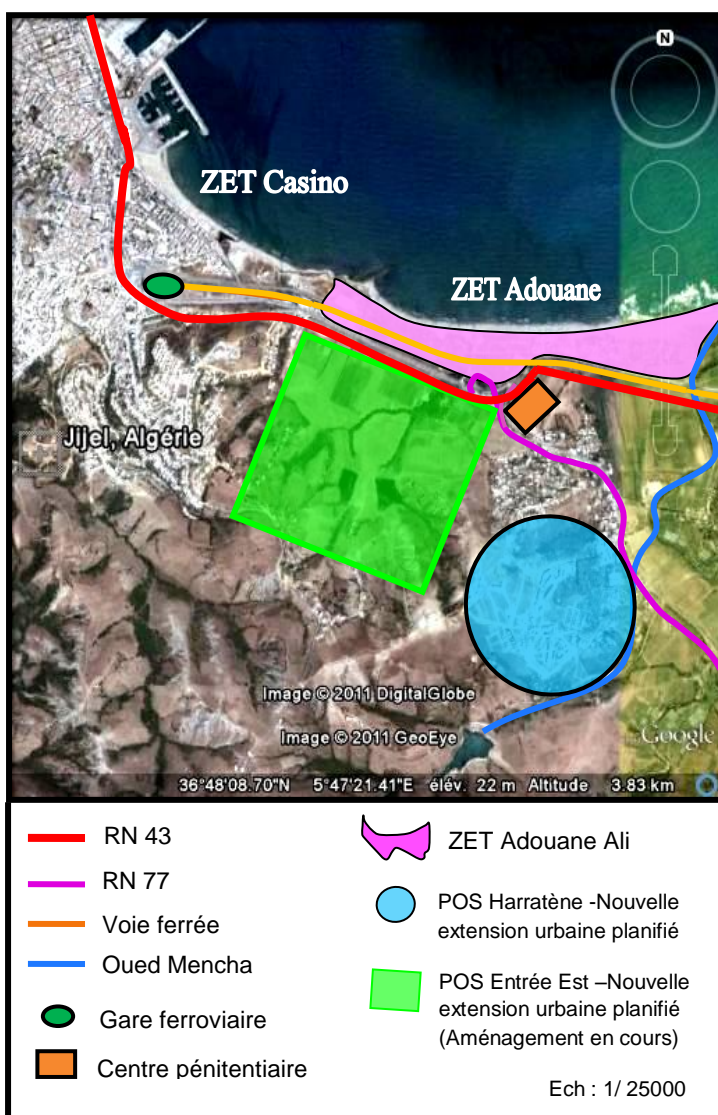 N
ZET Casino
ZET Adouane
Jijel, Algérie
Image © 2011 DigitalGlobe
Image © 2011 GeoEye
Google
36°48'08.70"N 5°47'21.41"E élév. 22 m Altitude 3.83 km
RN 43
RN 77
Voie ferrée
Oued Mencha
Gare ferroviaire
Centre pénitentiaire
ZET Adouane Ali
POS Harratène -Nouvelle
extension urbaine planifié
POS Entrée Est –Nouvelle
extension urbaine planifié
(Aménagement en cours)
Ech : 1/ 25000